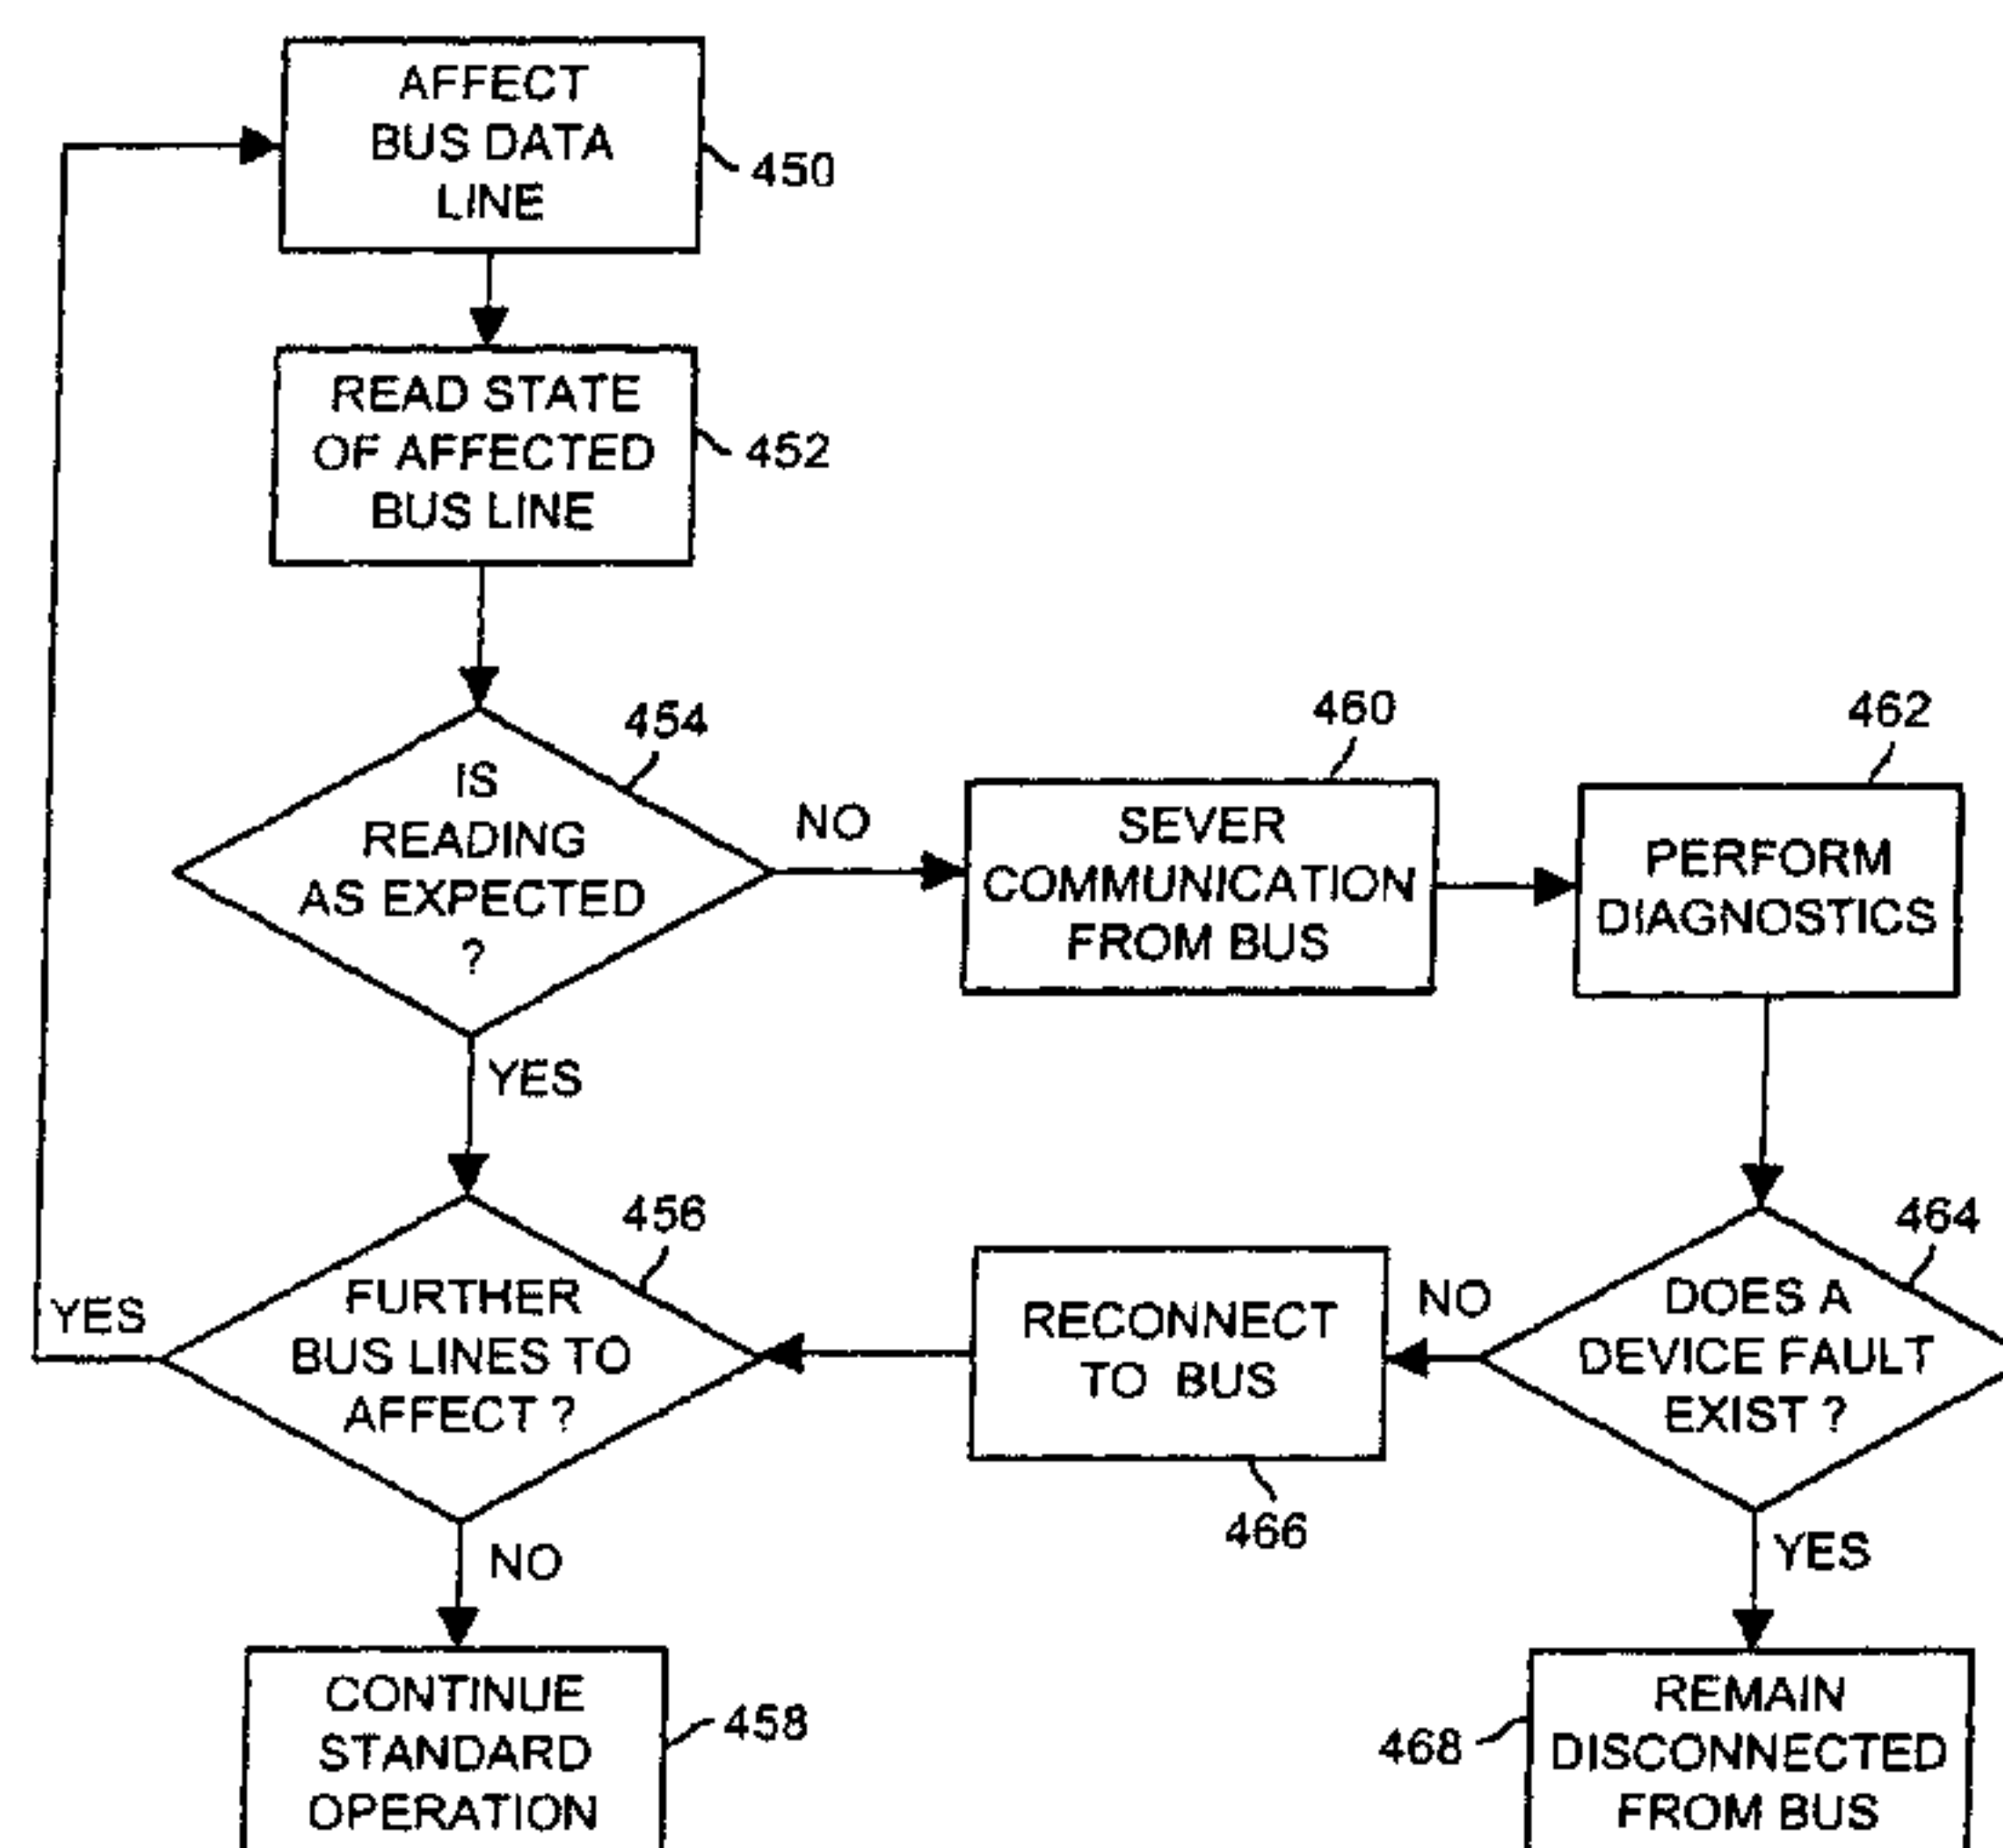 AFFECT
BUS DATA
LINE
450
READ STATE
OF AFFECTED
BUS LINE
452
454
IS
READING
AS EXPECTED
?
NO
YES
460
SEVER
COMMUNICATION
FROM BUS
462
PERFORM
DIAGNOSTICS
456
FURTHER
BUS LINES TO
AFFECT ?
YES
NO
RECONNECT
TO BUS
466
NO
464
DOES A
DEVICE FAULT
EXIST ?
YES
CONTINUE
STANDARD
OPERATION
458
468
REMAIN
DISCONNECTED
FROM BUS